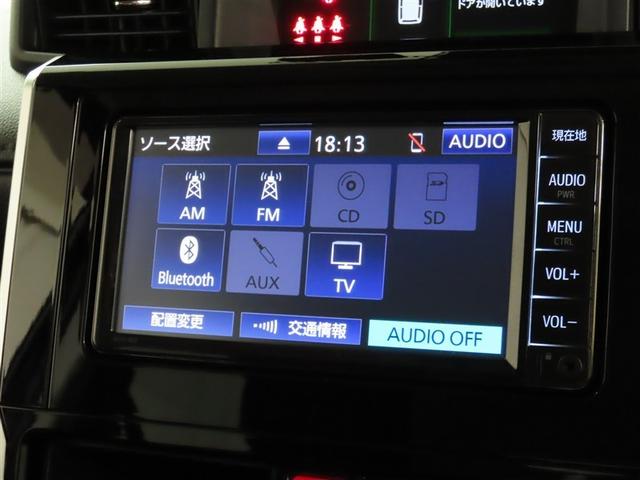 ドアが開いています
ソース選択
18:13
AUDIO
現在地
AM
FM
CD
SD
AUDIO
PWR
MENU
CTRL
Bluetooth
AUX
TV
VOL+
VOL−
配置変更
交通情報
AUDIO OFF